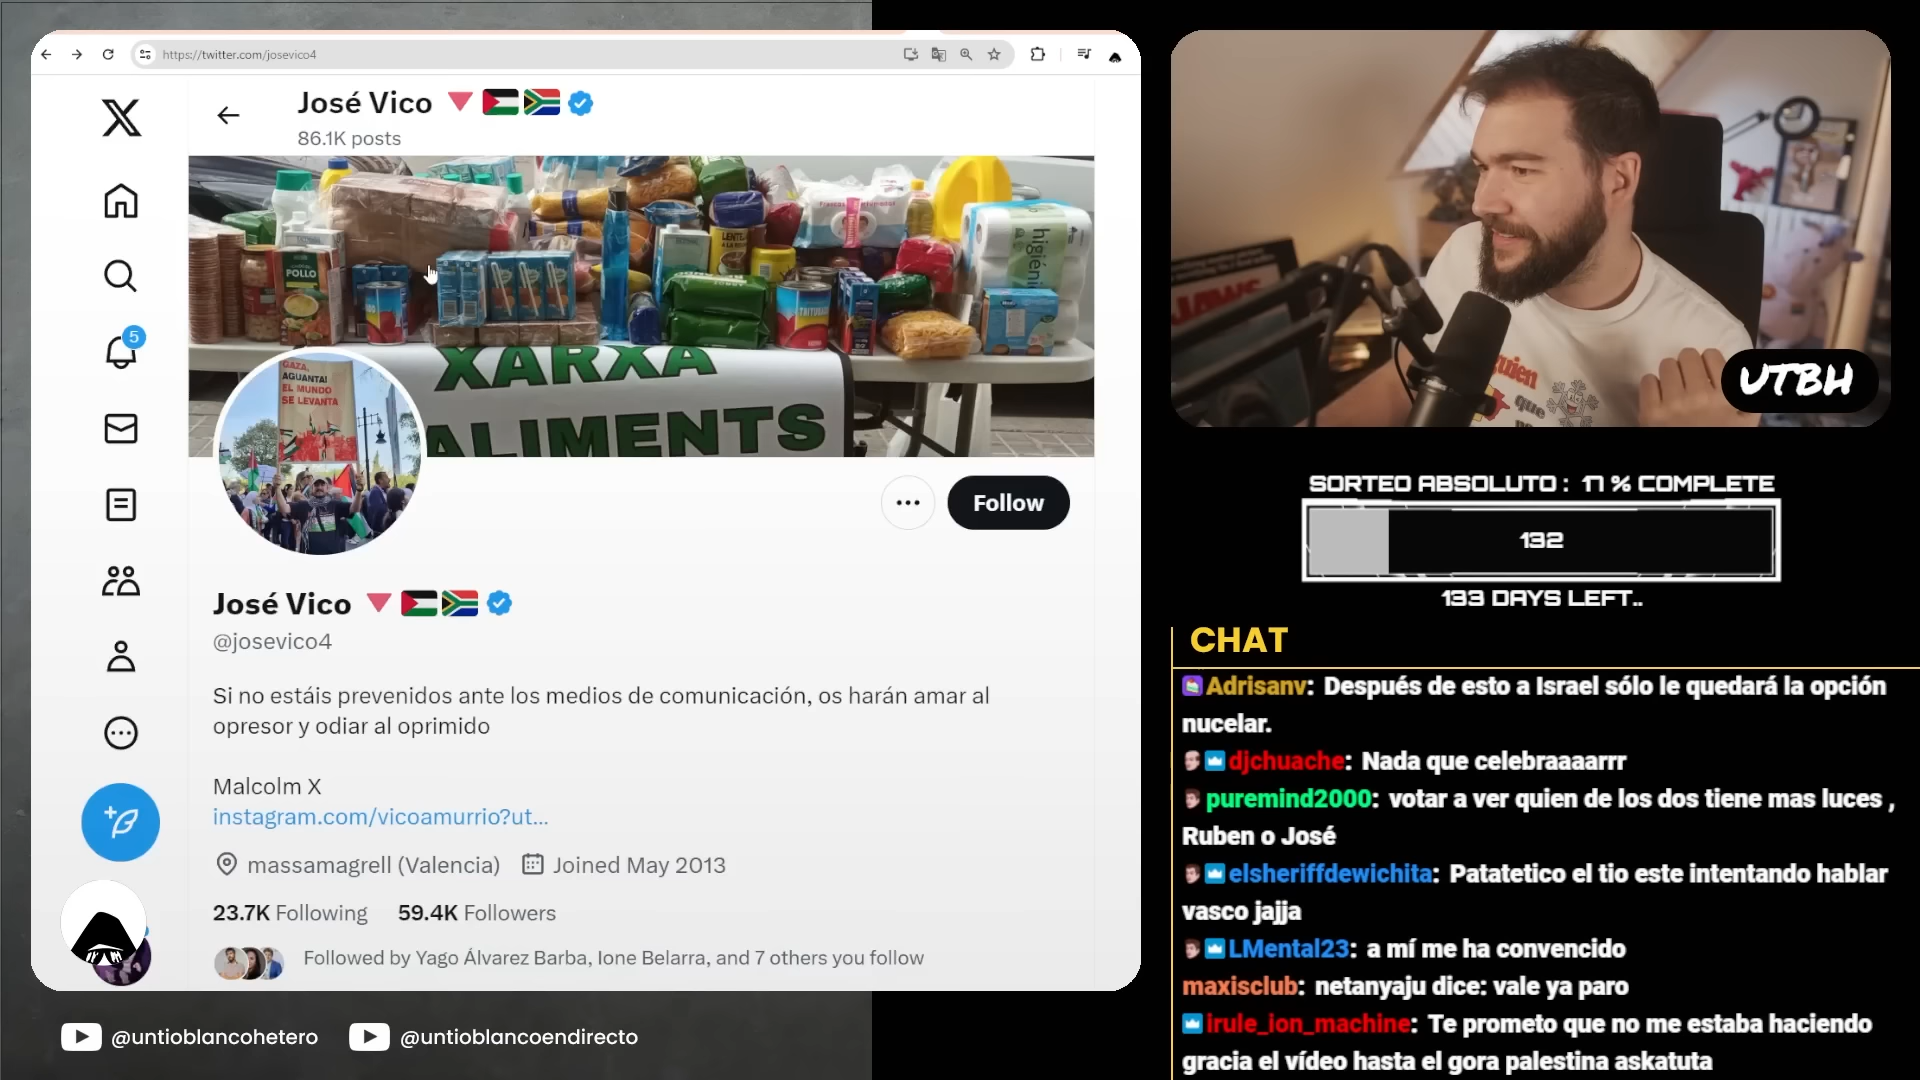 https://twitter.com/josevico4
José Vico
86.1K posts
POLLO
LENTEJA
higiénico
XARXA
ALIMENTS
GAZA,
AGUANTA!
EL MUNDO
SE LEVANTA
5
Follow
José Vico
@josevico4
Si no estáis prevenidos ante los medios de comunicación, os harán amar al
opresor y odiar al oprimido
Malcolm X
instagram.com/vicoamurrio?ut...
massamagrell (Valencia)
Joined May 2013
23.7K Following
59.4K Followers
Followed by Yago Álvarez Barba, Ione Belarra, and 7 others you follow
@untioblancohetero
@untioblancoendirecto
JAWS
que
UTBH
SORTEO ABSOLUTO : 17 % COMPLETE
132
133 DAYS LEFT..
CHAT
Adrisanv: Después de esto a Israel sólo le quedará la opción
nucelar.
djchuache: Nada que celebraaaarrr
puremind2000: votar a ver quien de los dos tiene mas luces ,
Ruben o José
elsheriffdewichita: Patatetico el tio este intentando hablar
vasco jajja
LMental23: a mí me ha convencido
maxisclub: netanyaju dice: vale ya paro
irule_ion_machine: Te prometo que no me estaba haciendo
gracia el vídeo hasta el gora palestina askatuta